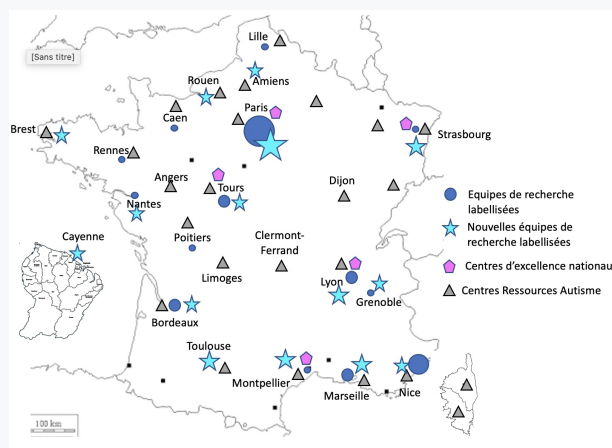 Lille
[Sans titre]
Rouen
Amiens
Paris
Caen
Brest
Strasbourg
Rennes
Angers
Tours
Dijon
Nantes
Equipes de recherche
labellisées
Nouvelles équipes de
recherche labellisées
Cayenne
Poitiers
Clermont-
Ferrand
Centres d'excellence nationau
Limoges
Lyon
Centres Ressources Autisme
Grenoble
Bordeaux
Toulouse
Montpellier
Marseille
Nice
100 km